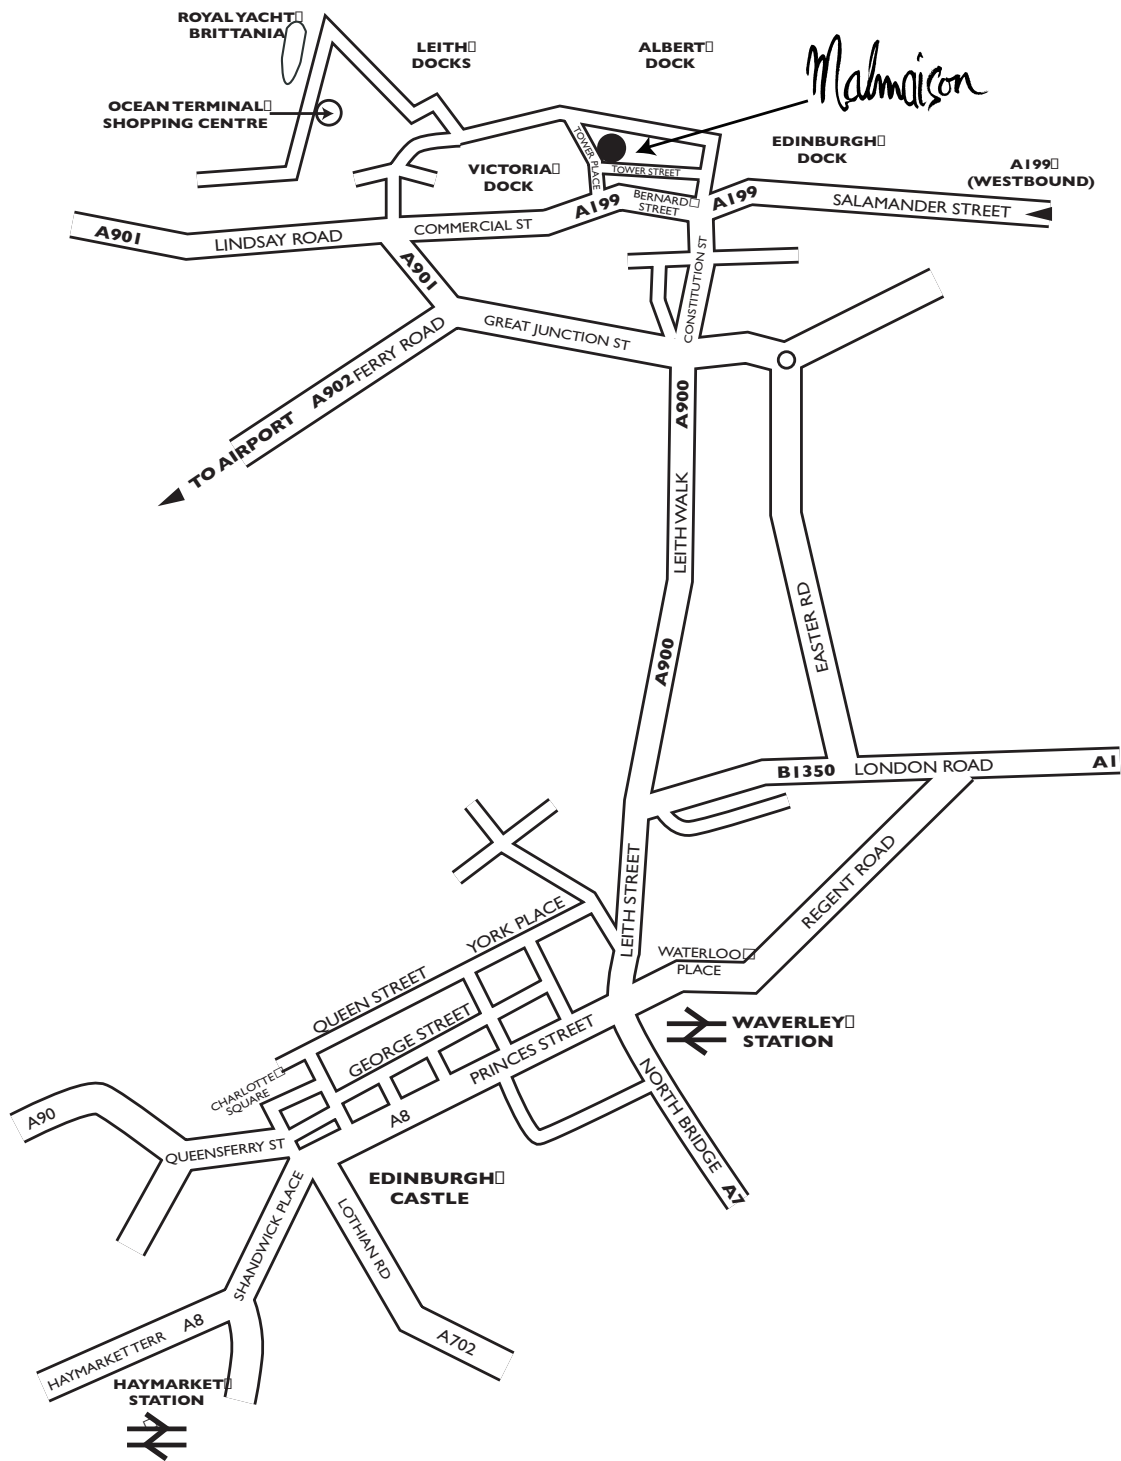 ROYAL YACHT
BRITTANIA
LEITH
DOCKS
ALBERT
DOCK
Malmaison
OCEAN TERMINAL
SHOPPING CENTRE
TOWER PLACE
VICTORIA
DOCK
TOWER STREET
EDINBURGH
DOCK
A199
(WESTBOUND)
A901
LINDSAY ROAD
COMMERCIAL ST
A199
BERNARD
STREET
A199
SALAMANDER STREET
A901
CONSTITUTION ST
GREAT JUNCTION ST
FERRY ROAD
A902
TO AIRPORT
A900
LEITH WALK
EASTER RD
A900
B1350
LONDON ROAD
A1
LEITH STREET
REGENT ROAD
YORK PLACE
WATERLOO
PLACE
QUEEN STREET
GEORGE STREET
PRINCES STREET
WAVERLEY
STATION
CHARLOTTE
SQUARE
A90
A8
NORTH BRIDGE
A7
QUEENSFERRY ST
EDINBURGH
CASTLE
SHANDWICK PLACE
LOTHIAN RD
A8
HAYMARKET TERR
A702
HAYMARKET
STATION